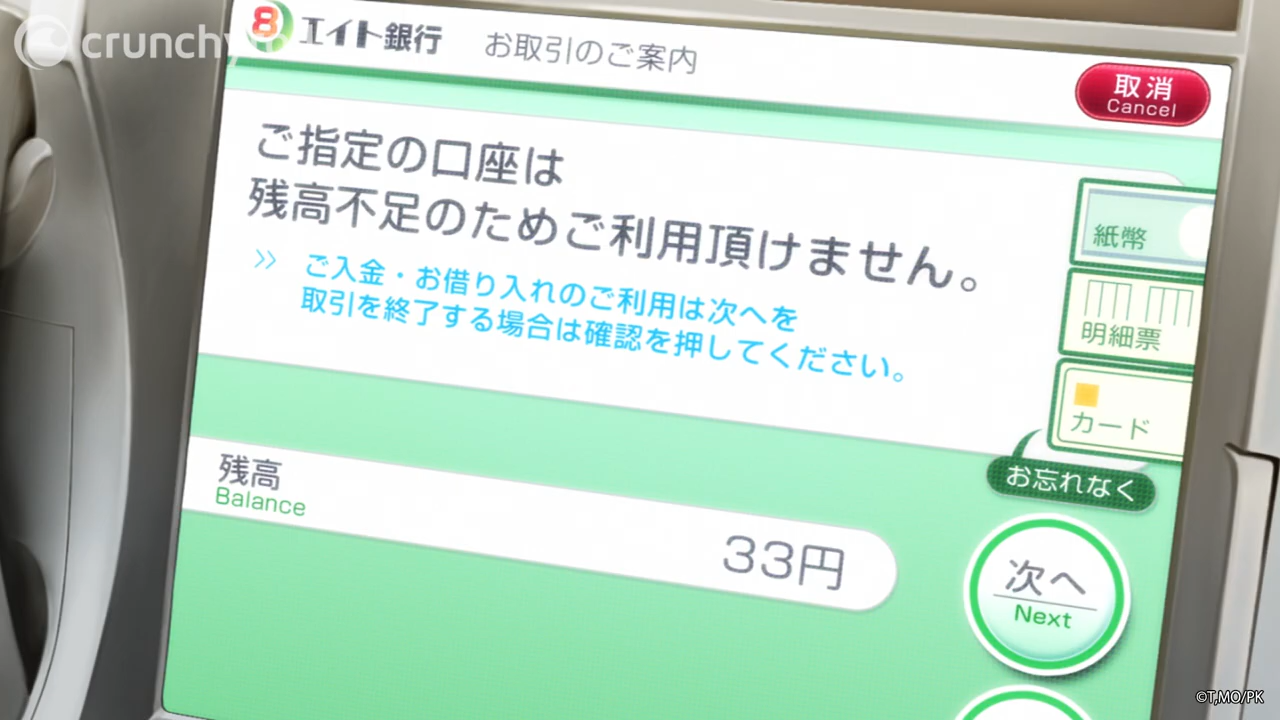 crunchyr
8 エイト銀行 お取引のご案内
取消
Cancel
ご指定の口座は
残高不足のためご利用頂けません。
>> ご入金・お借り入れのご利用は次へを
取引を終了する場合は確認を押してください。
紙幣
明細票
カード
お忘れなく
残高
Balance
33円
次へ
Next
©T,MO/PK